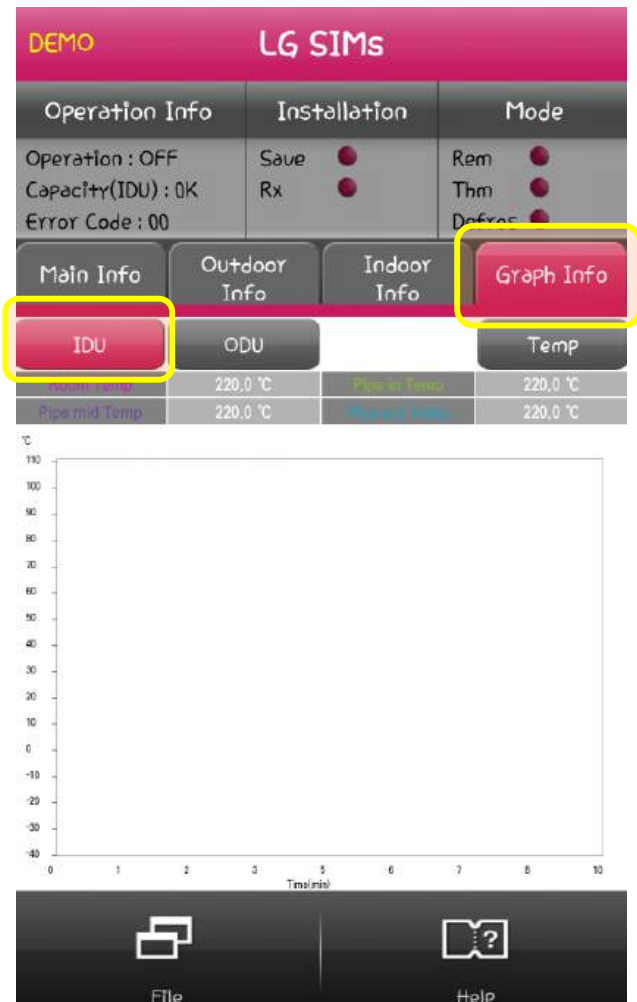 DEMO LG SIMs
Operation Info Installation Mode
Operation : OFF Save Rem
Capacity(IDU) : 0K Rx Thm
Error Code : 00 Defros
Main Info Outdoor Info Indoor Info Graph Info
IDU ODU Temp
Room Temp 220,0 ℃ Pipe in Temp 220,0 ℃
Pipe mid Temp 220.0 ℃ 220,0 ℃
℃
110
100
90
80
70
60
50
40
30
20
10
0
-10
-20
-30
-40
0 1 2 3 5 6 7 8 10
Time(min)
File Help